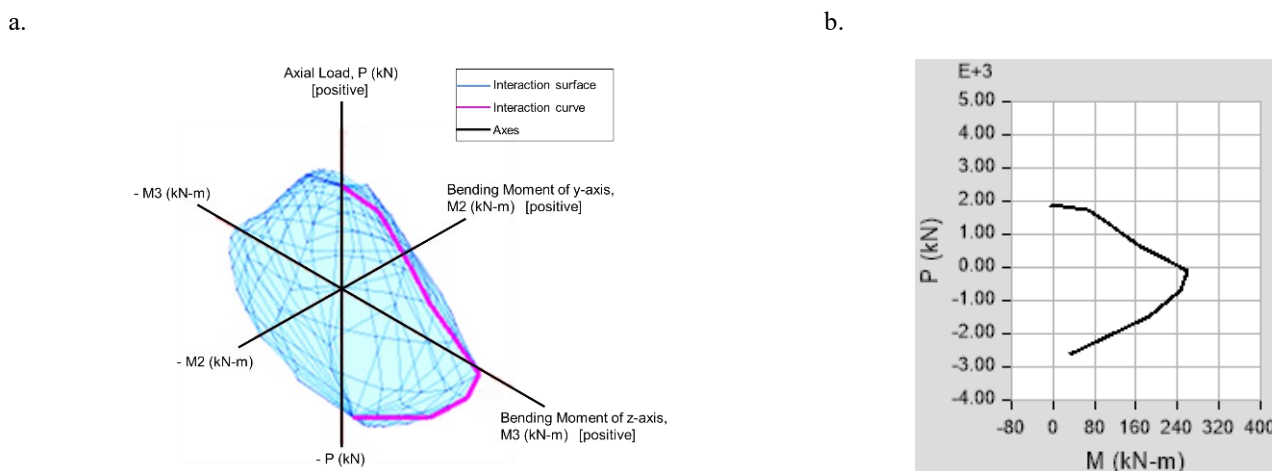 a.
Axial Load, P (kN)
[positive]
Interaction surface
Interaction curve
Axes
- M3 (kN-m)
Bending Moment of y-axis,
M2 (kN-m) [positive]
- M2 (kN-m)
Bending Moment of z-axis,
M3 (kN-m) [positive]
- P (kN)
b.
E+3
5.00
4.00
3.00
2.00
1.00
0.00
-1.00
-2.00
-3.00
-4.00
P (kN)
-80 0 80 160 240 320 400
M (kN-m)